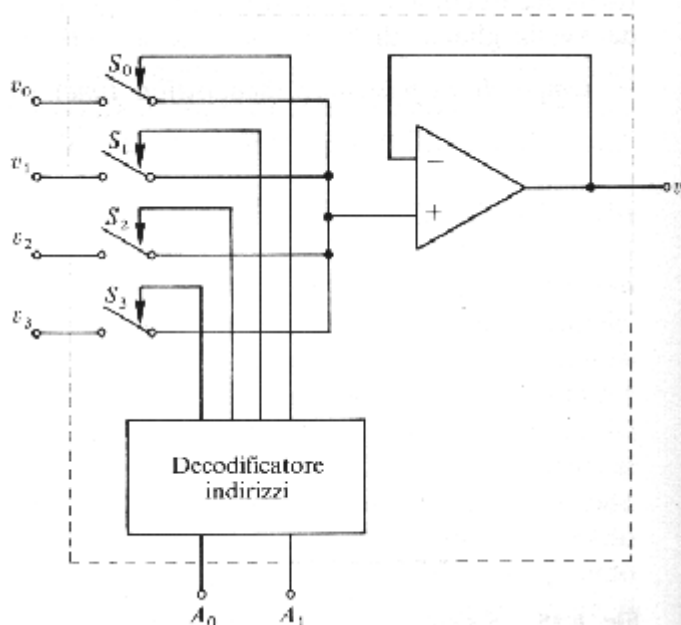 S₀
v₀
S₁
v₁
S₂
v₂
S₃
v₃
−
+
v
Decodificatore
indirizzi
A₀ A₁